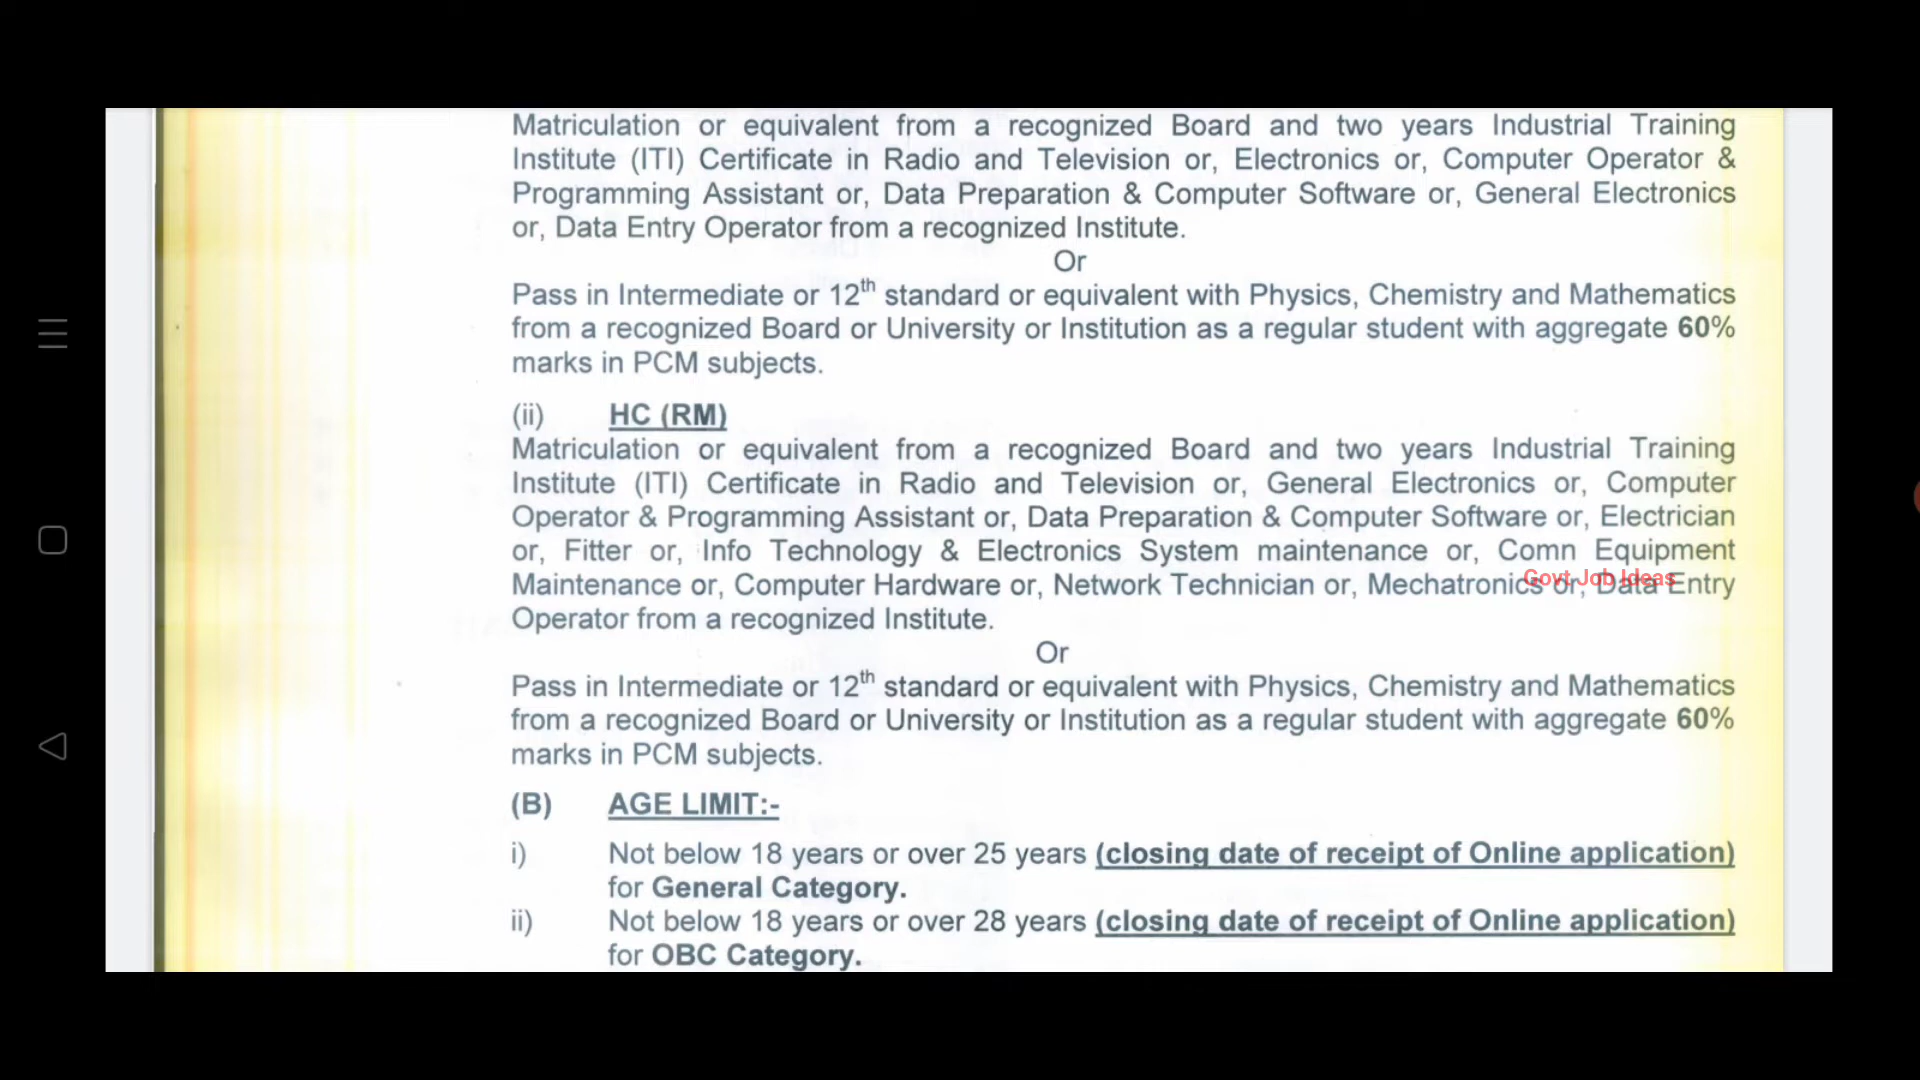 Matriculation or equivalent from a recognized Board and two years Industrial Training
Institute (ITI) Certificate in Radio and Television or, Electronics or, Computer Operator &
Programming Assistant or, Data Preparation & Computer Software or, General Electronics
or, Data Entry Operator from a recognized Institute.
Or
Pass in Intermediate or 12th standard or equivalent with Physics, Chemistry and Mathematics
from a recognized Board or University or Institution as a regular student with aggregate 60%
marks in PCM subjects.
(ii) HC (RM)
Matriculation or equivalent from a recognized Board and two years Industrial Training
Institute (ITI) Certificate in Radio and Television or, General Electronics or, Computer
Operator & Programming Assistant or, Data Preparation & Computer Software or, Electrician
or, Fitter or, Info Technology & Electronics System maintenance or, Comn Equipment
Maintenance or, Computer Hardware or, Network Technician or, Mechatronics or, Data Entry
Govt Job Ideas
Operator from a recognized Institute.
Or
Pass in Intermediate or 12th standard or equivalent with Physics, Chemistry and Mathematics
from a recognized Board or University or Institution as a regular student with aggregate 60%
marks in PCM subjects.
(B) AGE LIMIT:-
i) Not below 18 years or over 25 years (closing date of receipt of Online application)
for General Category.
ii) Not below 18 years or over 28 years (closing date of receipt of Online application)
for OBC Category.